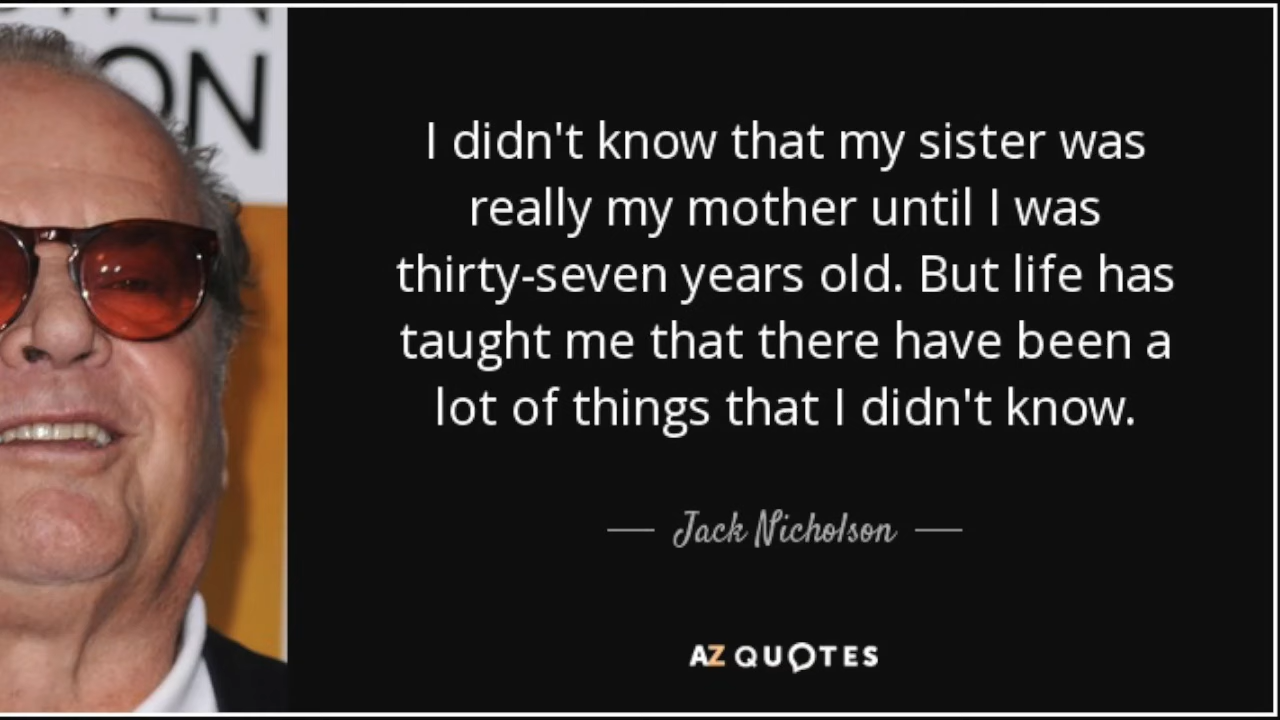 ON
I didn't know that my sister was
really my mother until I was
thirty-seven years old. But life has
taught me that there have been a
lot of things that I didn't know.
Jack Nicholson
AZ QUOTES